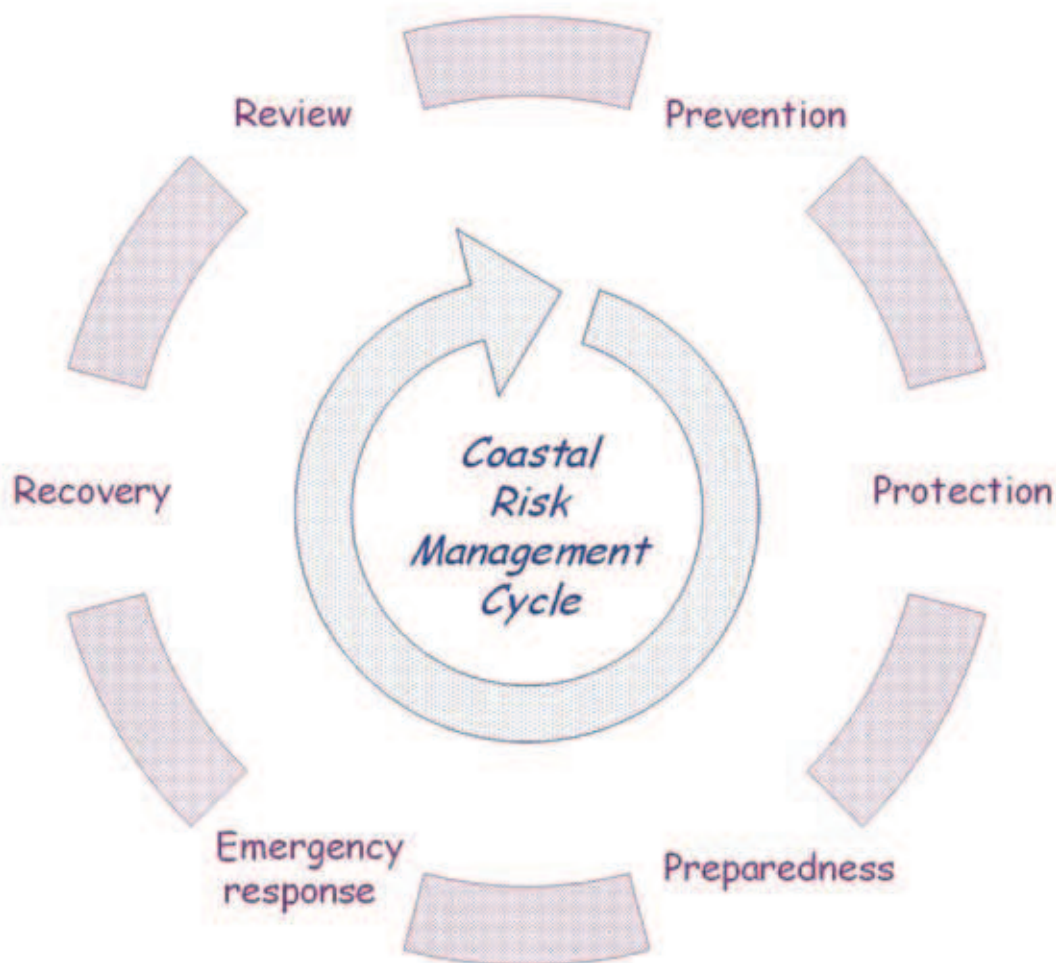 Review
Prevention
Coastal
Risk
Management
Cycle
Recovery
Protection
Emergency
response
Preparedness